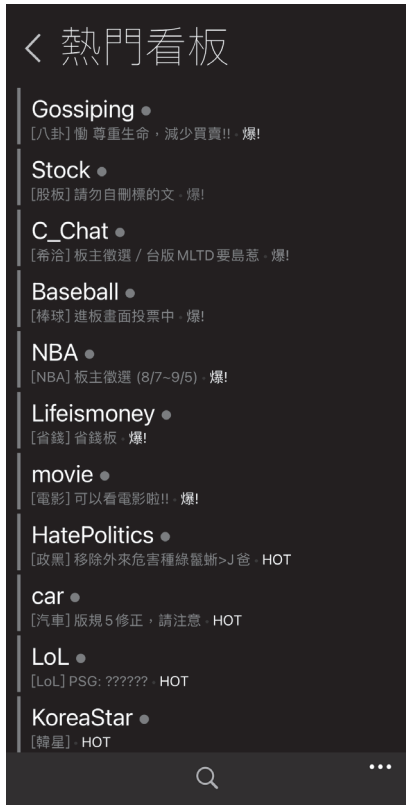 熱門看板
Gossiping
[八卦] 慟 尊重生命，減少買賣!! · 爆!
Stock
[股板] 請勿自刪標的文 · 爆!
C_Chat
[希洽] 板主徵選 / 台版MLTD要島惹 · 爆!
Baseball
[棒球] 進板畫面投票中 · 爆!
NBA
[NBA] 板主徵選 (8/7~9/5) · 爆!
Lifeismoney
[省錢] 省錢板 · 爆!
movie
[電影] 可以看電影啦!! · 爆!
HatePolitics
[政黑] 移除外來危害種綠鬣蜥>J爸 · HOT
car
[汽車] 版規5修正，請注意 · HOT
LoL
[LoL] PSG: ?????? · HOT
KoreaStar
[韓星] · HOT